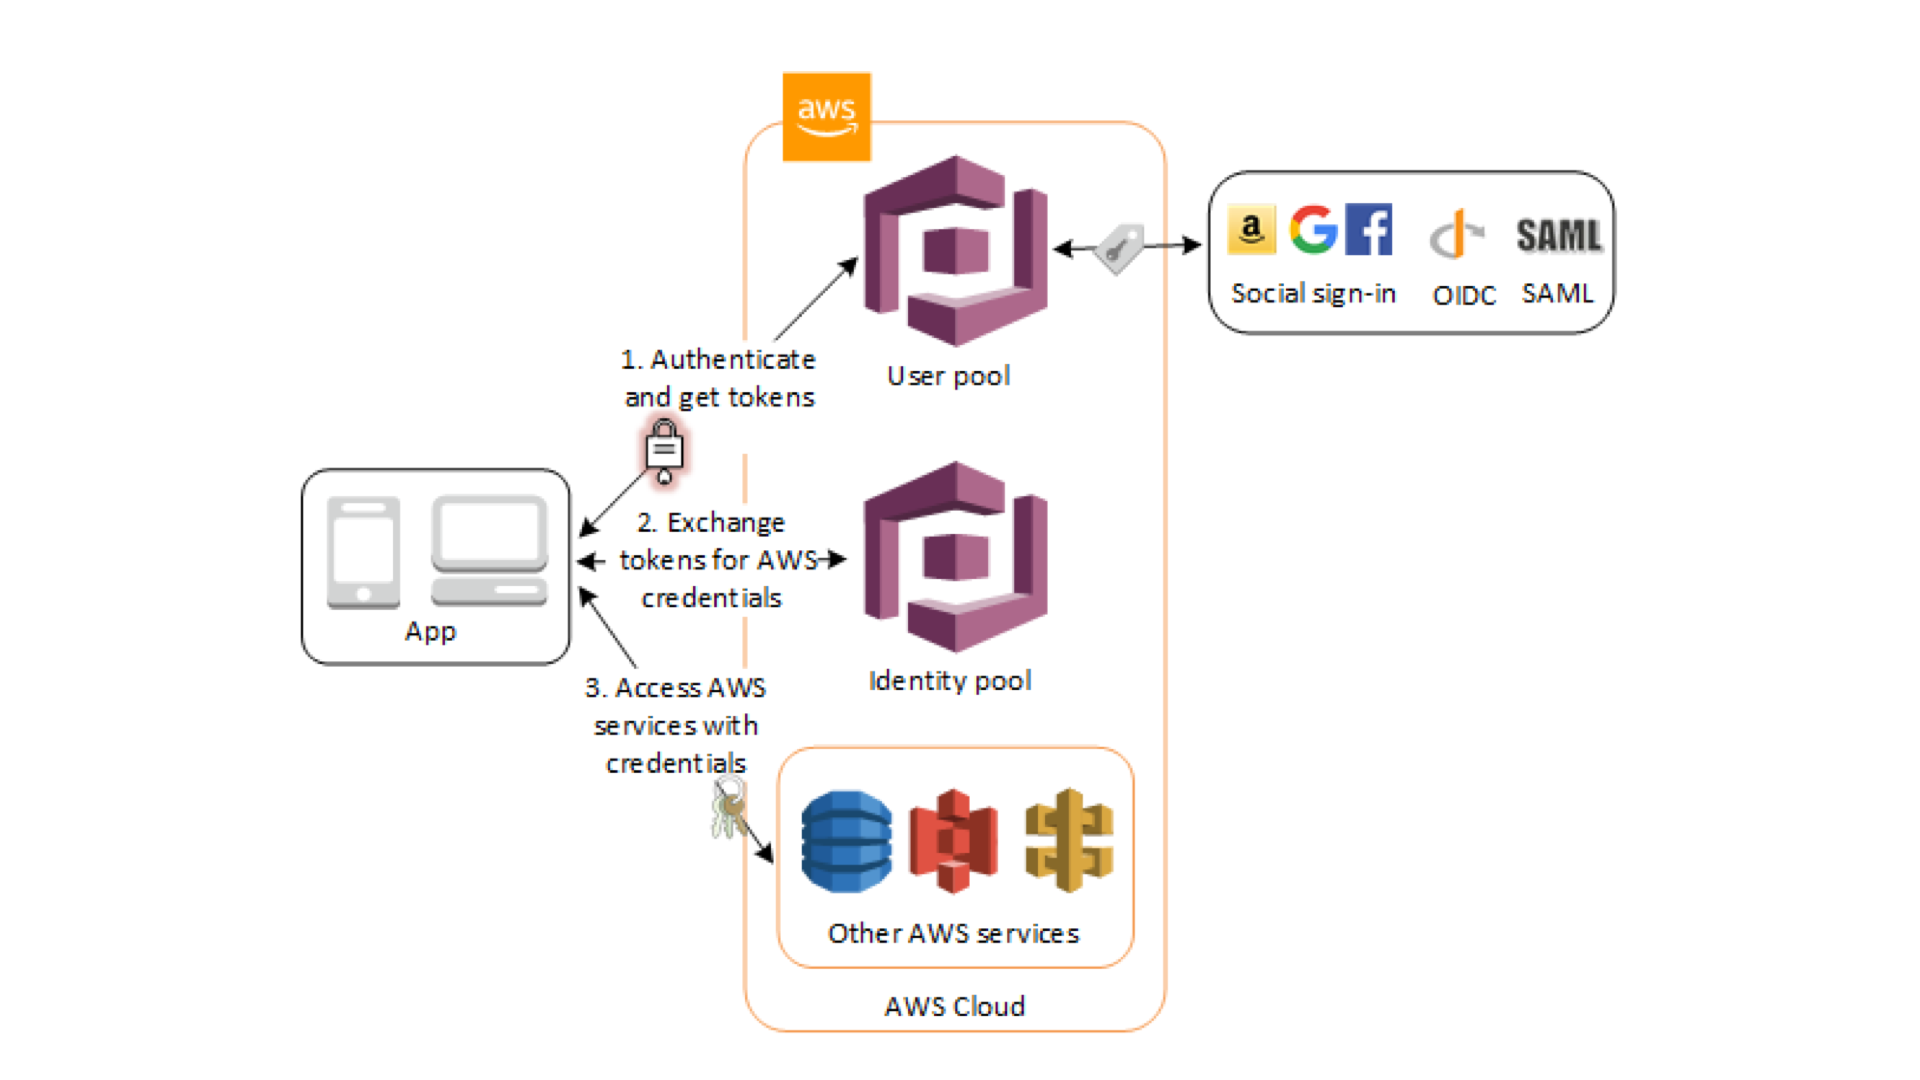 aws
a
G
f
SAML
Social sign-in
OIDC
SAML
1. Authenticate
and get tokens
User pool
2. Exchange
tokens for AWS
credentials
App
Identity pool
3. Access AWS
services with
credentials
Other AWS services
AWS Cloud